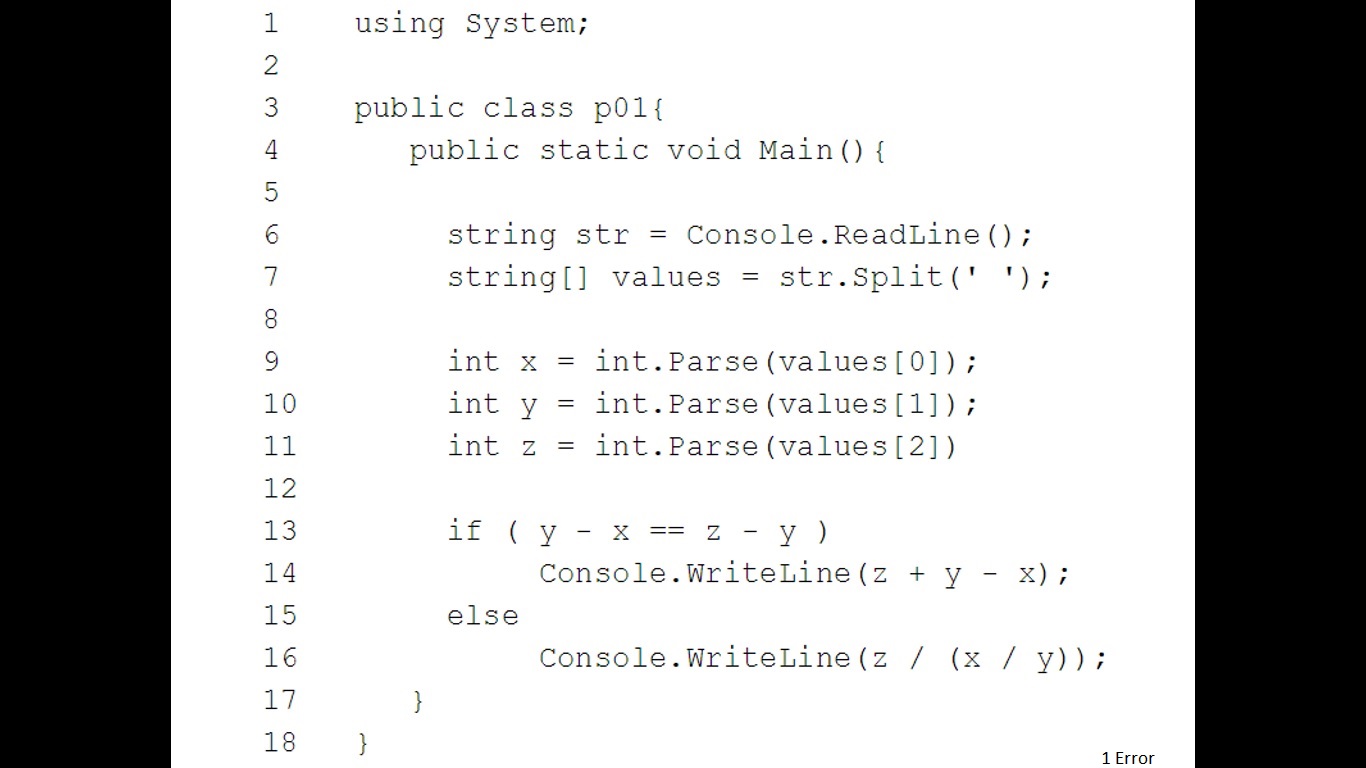 1 using System;
2
3 public class p01{
4 public static void Main(){
5
6 string str = Console.ReadLine();
7 string[] values = str.Split(' ');
8
9 int x = int.Parse(values[0]);
10 int y = int.Parse(values[1]);
11 int z = int.Parse(values[2])
12
13 if ( y - x == z - y )
14 Console.WriteLine(z + y - x);
15 else
16 Console.WriteLine(z / (x / y));
17 }
18 }
1 Error